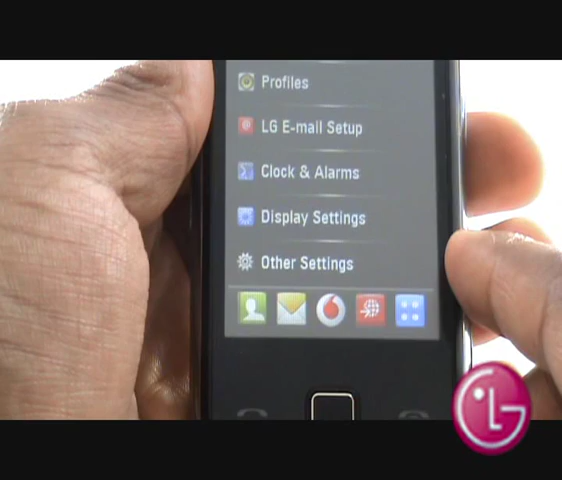 Profiles
LG E-mail Setup
Clock & Alarms
Display Settings
Other Settings
LG